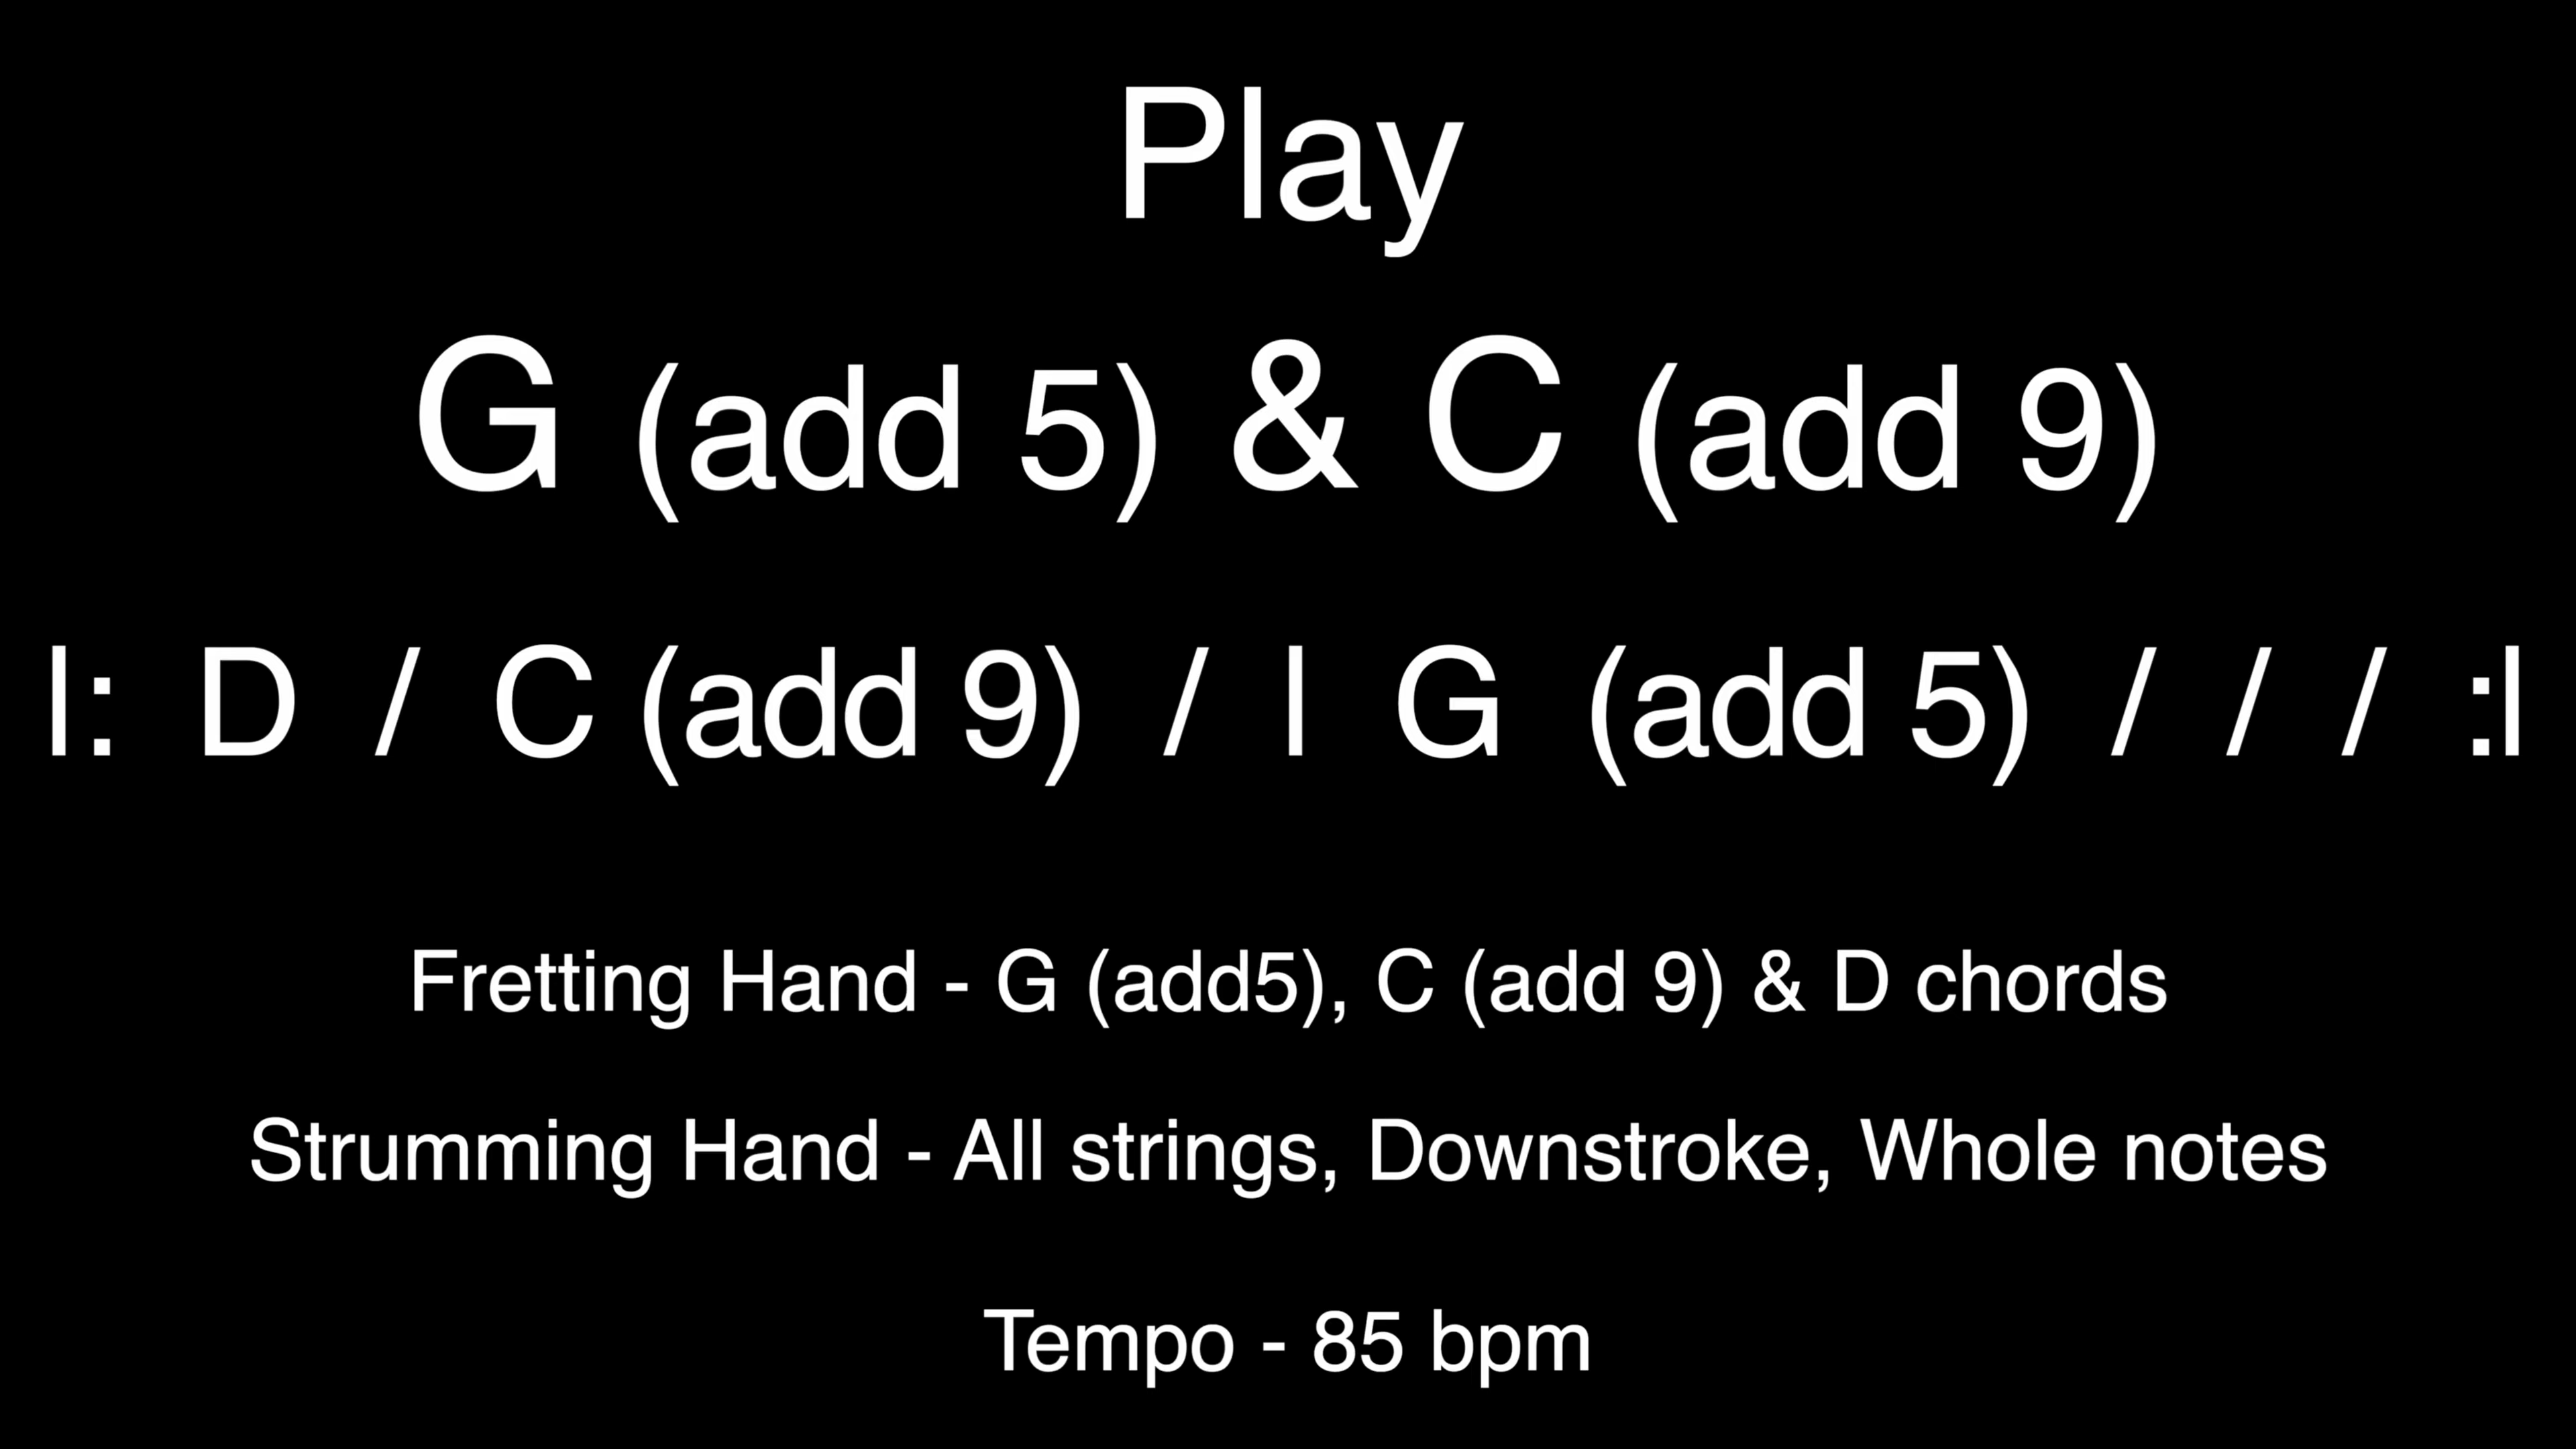 Play
G (add 5) & C (add 9)
|: D / C (add 9) / | G (add 5) / / / :|
Fretting Hand - G (add5), C (add 9) & D chords
Strumming Hand - All strings, Downstroke, Whole notes
Tempo - 85 bpm